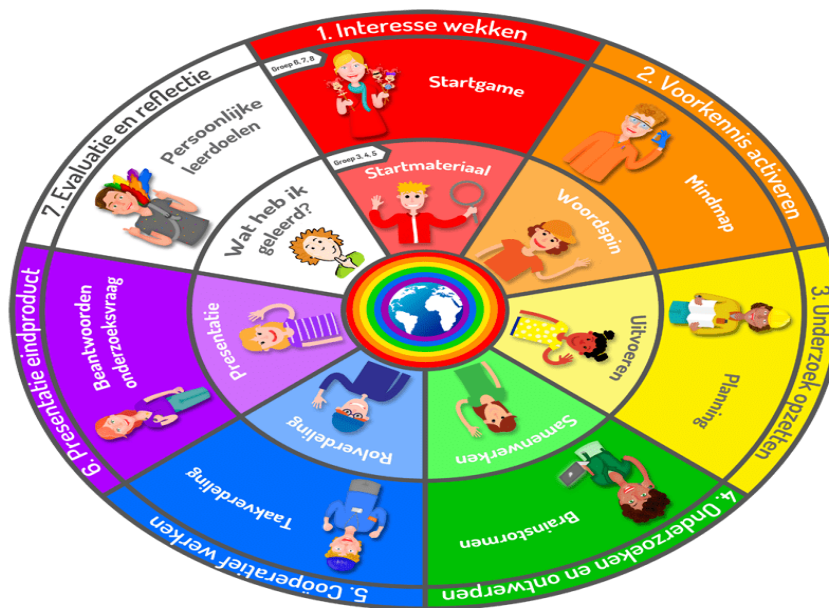 1. Interesse wekken
Groep 6, 7, 8
Startgame
Groep 3, 4, 5
Startmateriaal
2. Voorkennis activeren
Mindmap
Woordspin
3. Onderzoek opzetten
Planning
Uitvoeren
4. Onderzoeken en ontwerpen
Brainstormen
Samenwerken
5. Coöperatief werken
Taakverdeling
Rolverdeling
6. Presentatie eindproduct
Beantwoorden
onderzoeksvraag
Presentatie
7. Evaluatie en reflectie
Persoonlijke
leerdoelen
Wat heb ik
geleerd?